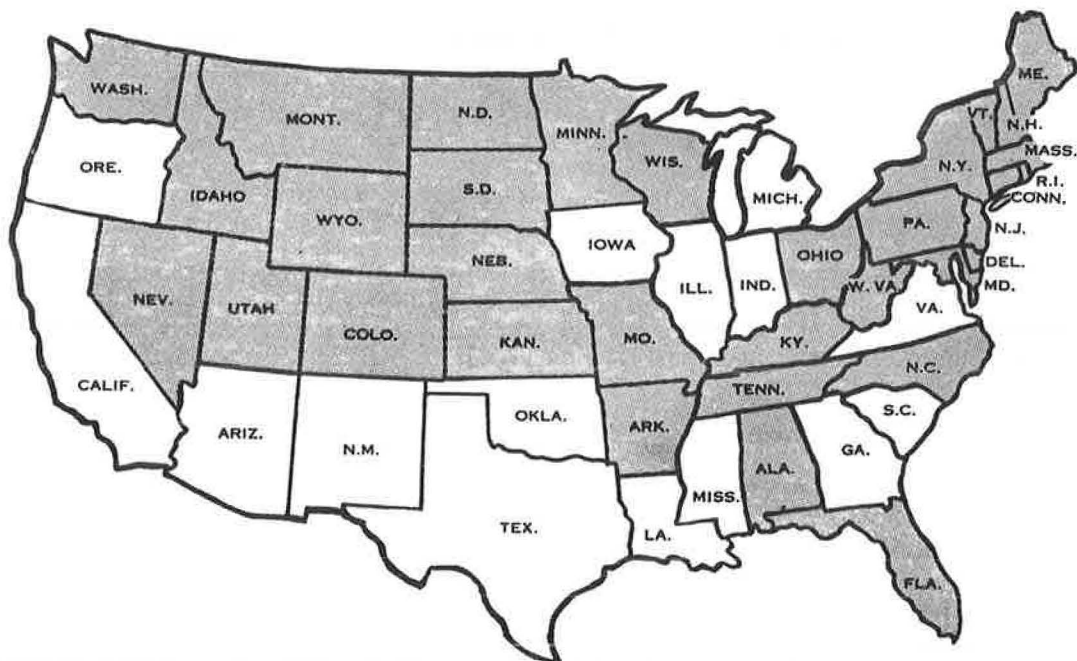 WASH.
MONT.
N.D.
MINN.
ORE.
IDAHO
WYO.
S.D.
WIS.
MICH.
ME.
VT.
N.H.
N.Y.
MASS.
R.I.
CONN.
NEV.
UTAH
COLO.
NEB.
IOWA
ILL.
IND.
OHIO
PA.
N.J.
DEL.
MD.
W. VA.
VA.
CALIF.
KAN.
MO.
KY.
ARIZ.
N.M.
OKLA.
ARK.
TENN.
N.C.
S.C.
TEX.
LA.
MISS.
ALA.
GA.
FLA.